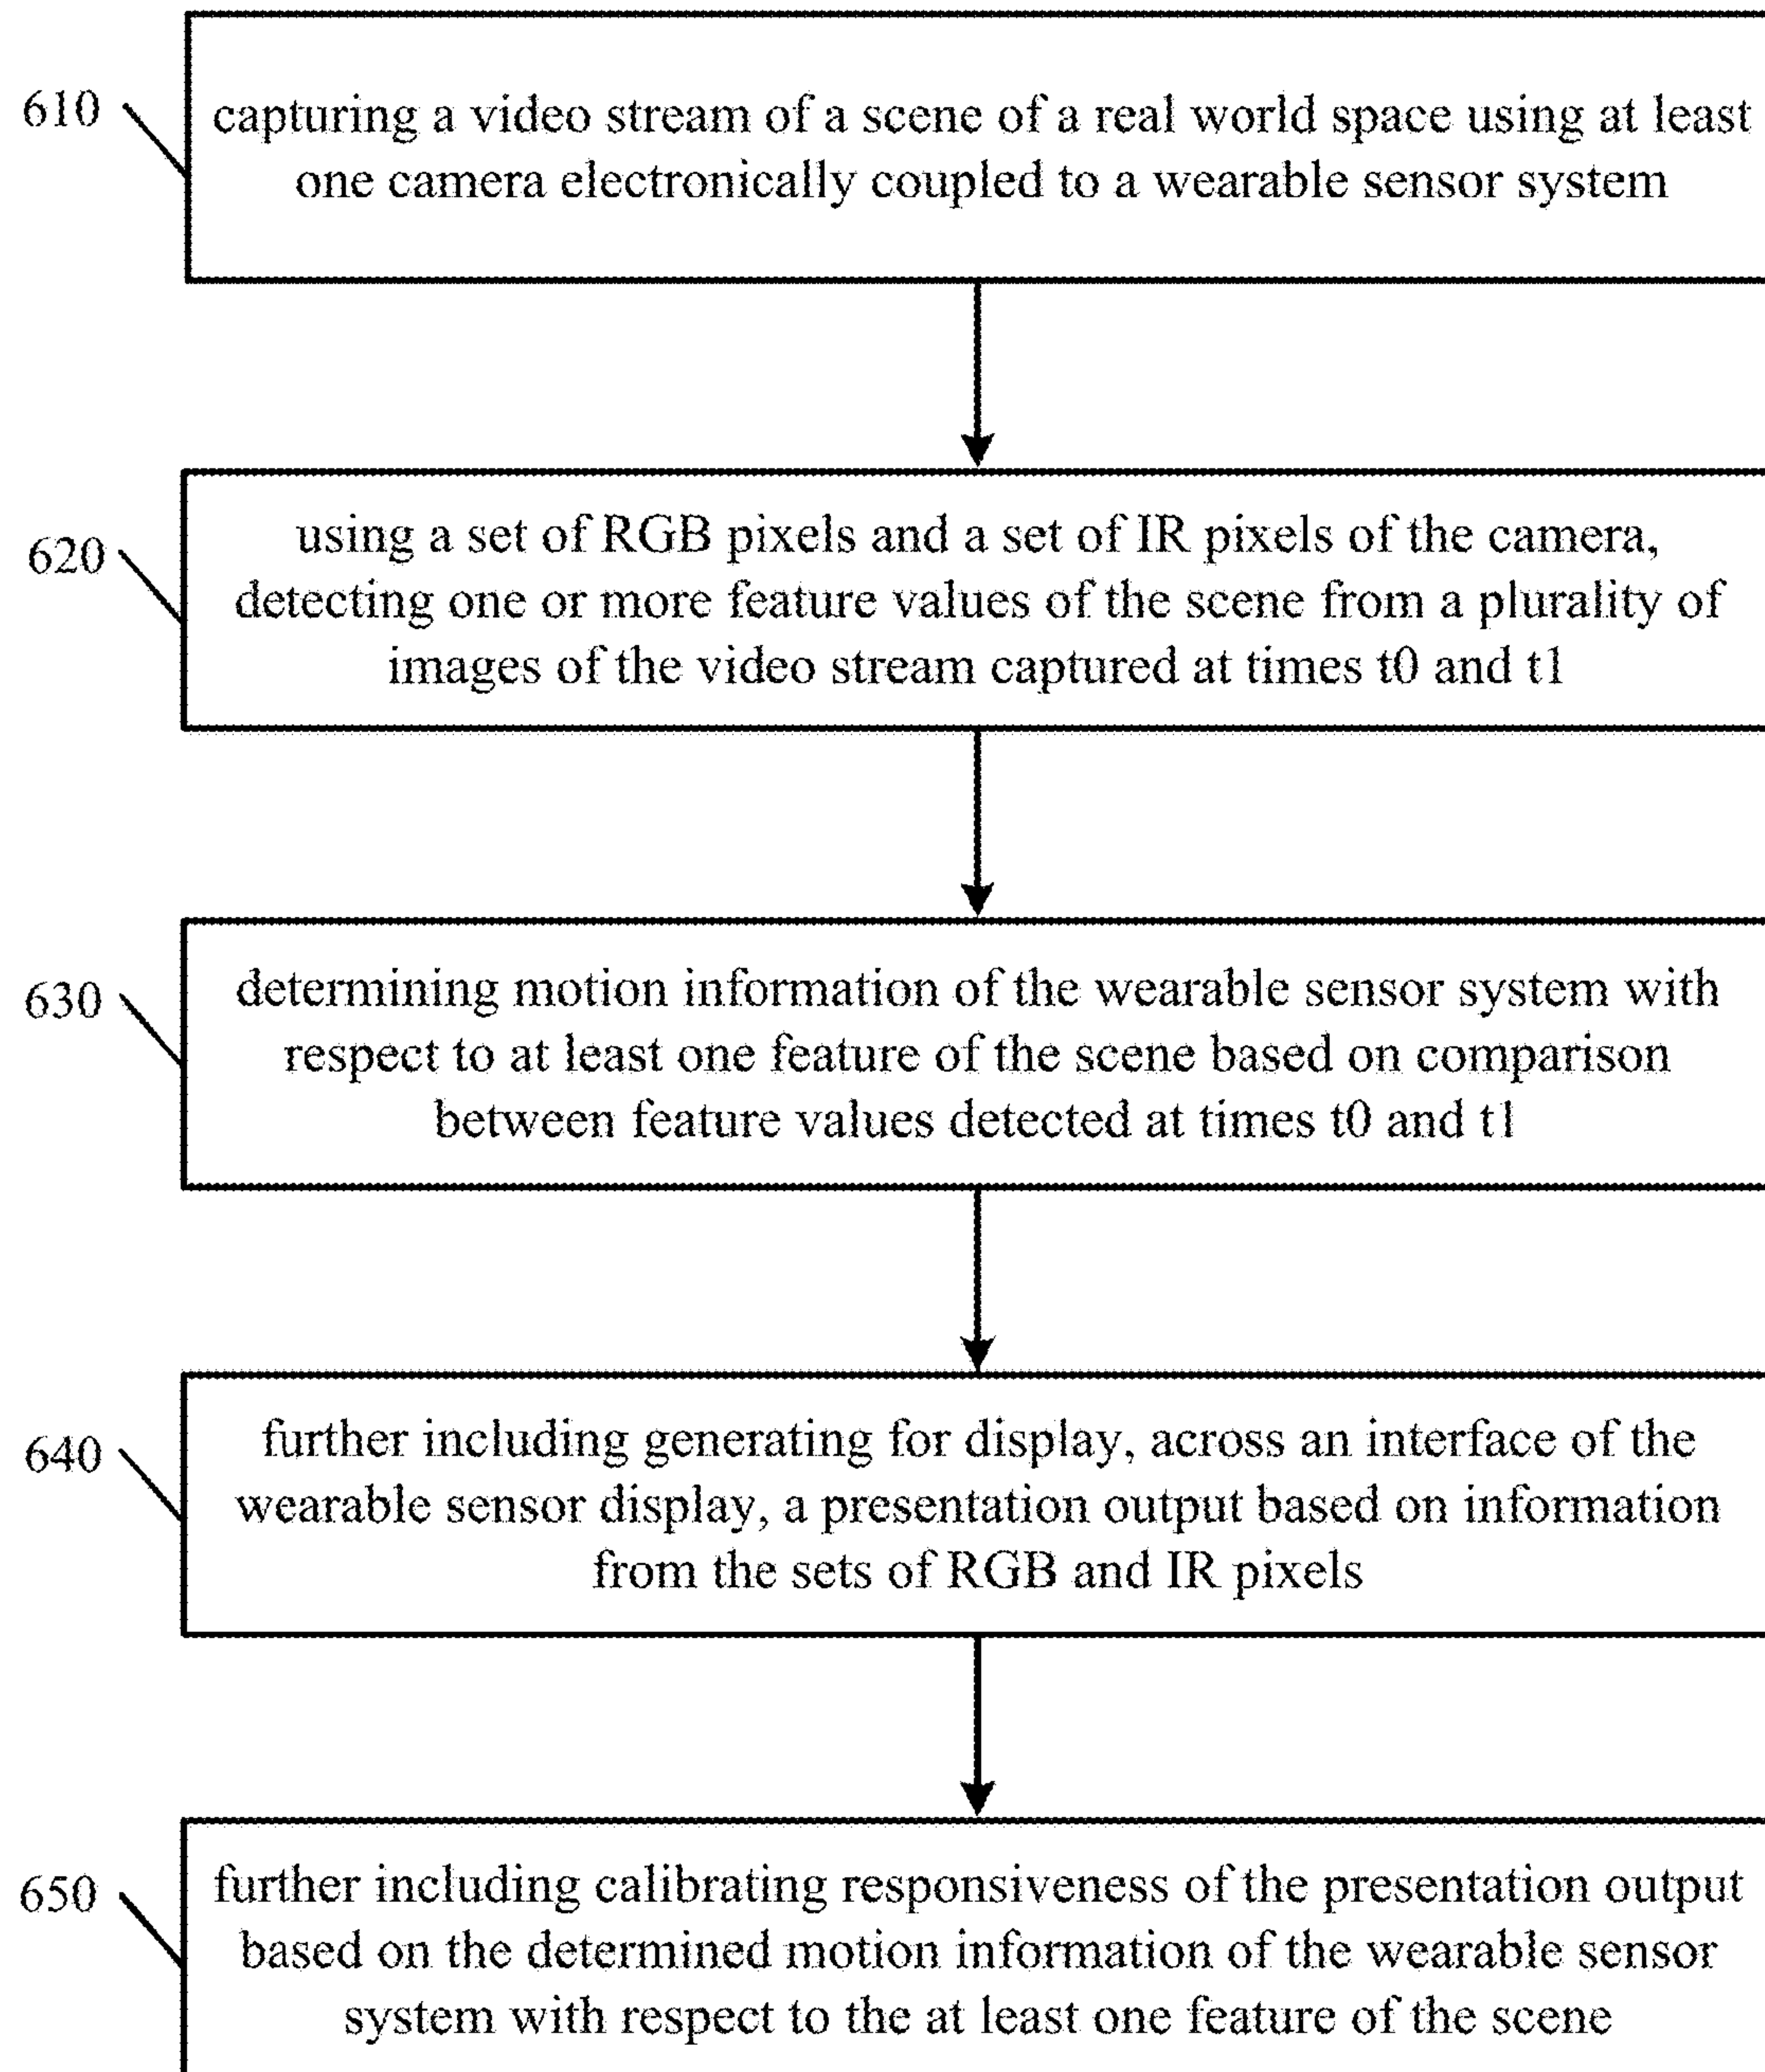 610
capturing a video stream of a scene of a real world space using at least
one camera electronically coupled to a wearable sensor system
620
using a set of RGB pixels and a set of IR pixels of the camera,
detecting one or more feature values of the scene from a plurality of
images of the video stream captured at times t0 and t1
630
determining motion information of the wearable sensor system with
respect to at least one feature of the scene based on comparison
between feature values detected at times t0 and t1
640
further including generating for display, across an interface of the
wearable sensor display, a presentation output based on information
from the sets of RGB and IR pixels
650
further including calibrating responsiveness of the presentation output
based on the determined motion information of the wearable sensor
system with respect to the at least one feature of the scene